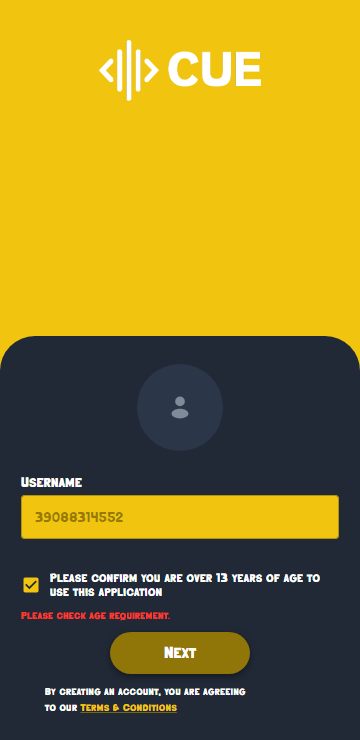 CUE
Username
39088314552
Please confirm you are over 13 years of age to
use this application
Please check age requirement.
Next
By creating an account, you are agreeing
to our Terms & Conditions